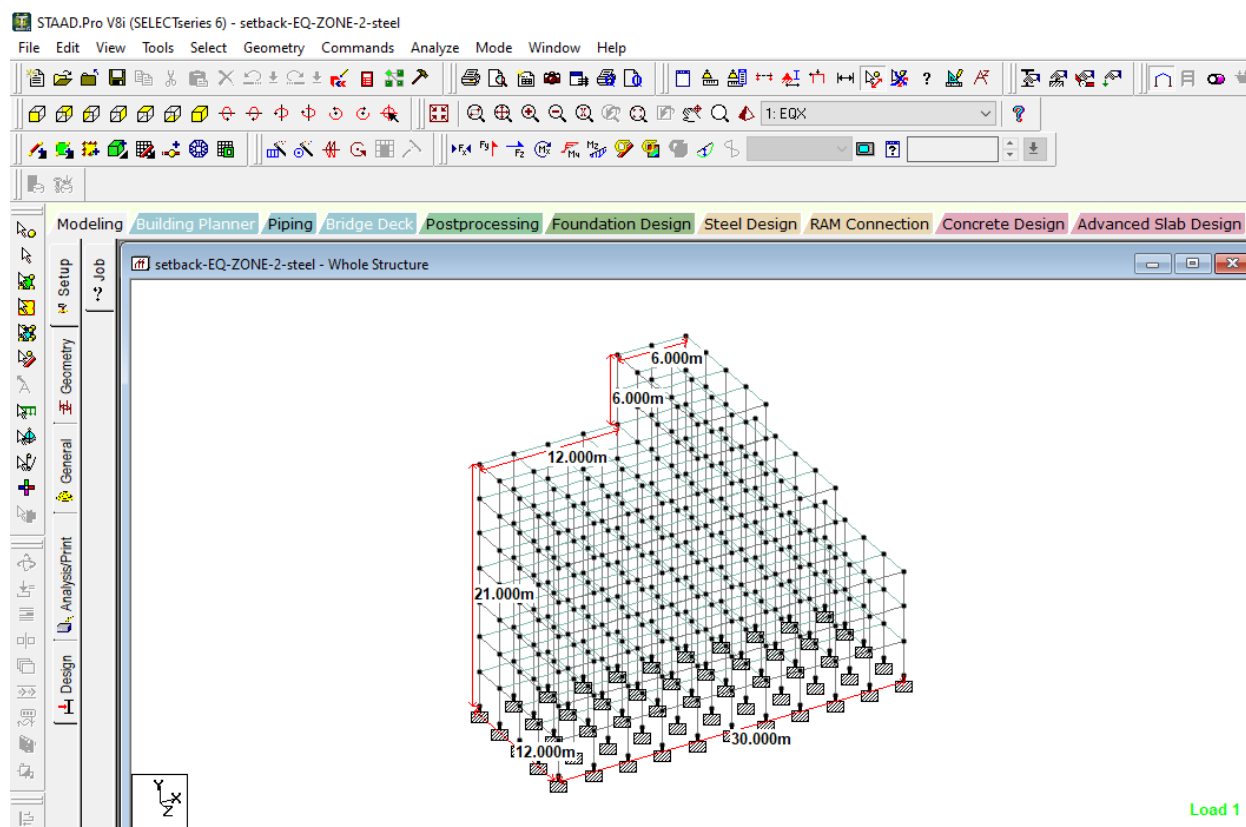 STAAD.Pro V8i (SELECTseries 6) - setback-EQ-ZONE-2-steel
File Edit View Tools Select Geometry Commands Analyze Mode Window Help
1: EQX
Modeling Building Planner Piping Bridge Deck Postprocessing Foundation Design Steel Design RAM Connection Concrete Design Advanced Slab Design
Setup
Geometry
General
Analysis/Print
Design
Job
setback-EQ-ZONE-2-steel - Whole Structure
6.000m
6.000m
12.000m
21.000m
12.000m
30.000m
Y
X
Z
Load 1